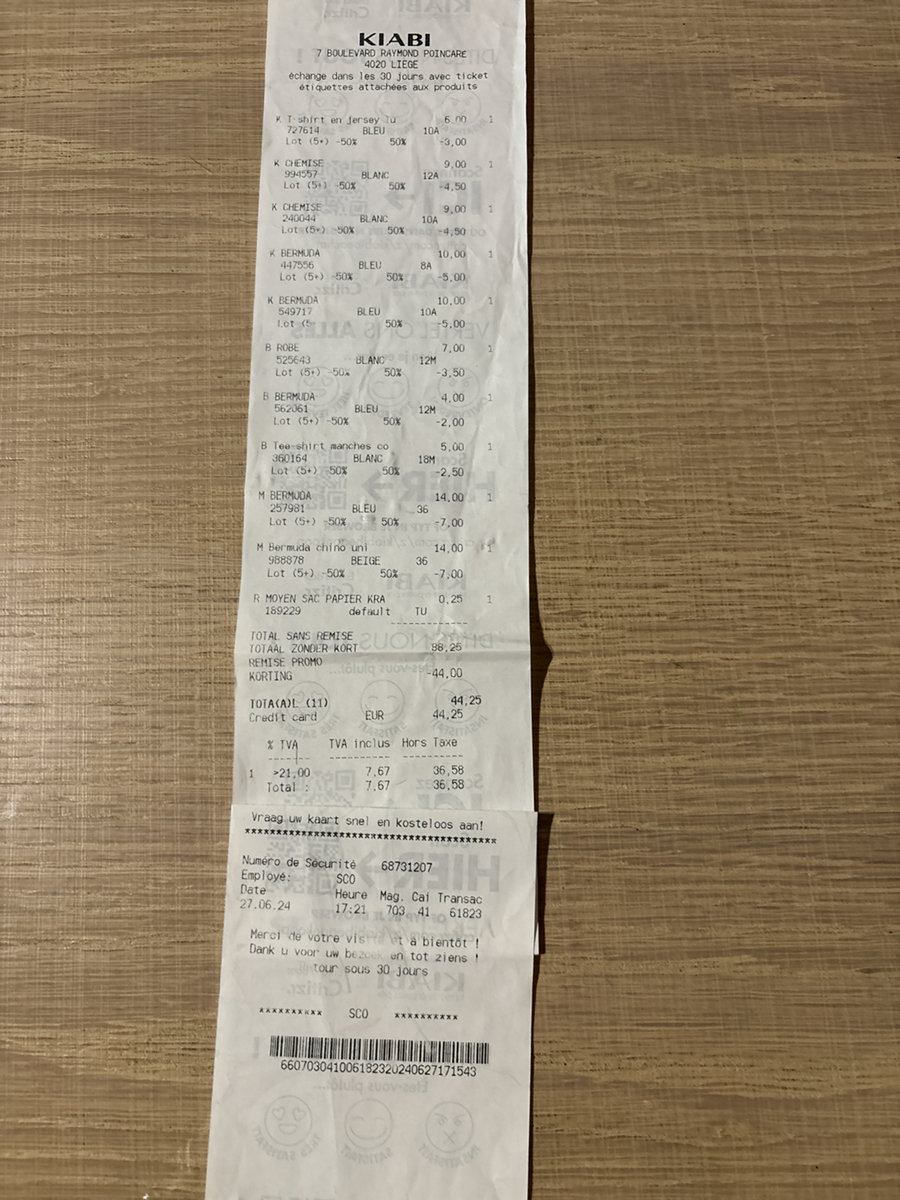 KIABI
7 BOULEVARD RAYMOND POINCARE
4020 LIEGE
échange dans les 30 jours avec ticket
étiquettes attachées aux produits
K T-shirt en jersey lu 6,00 1
727614 BLEU 10A
Lot (5+) -50% 50% -3,00
K CHEMISE 9,00 1
994557 BLANC 12A
Lot (5+) -50% 50% -4,50
K CHEMISE 9,00 1
240044 BLANC 10A
Lot (5+) -50% 50% -4,50
K BERMUDA 10,00 1
447556 BLEU 8A
Lot (5+) -50% 50% -5,00
K BERMUDA 10,00 1
549717 BLEU 10A
Lot (5 50% -5,00
B ROBE 7,00 1
525643 BLANC 12M
Lot (5+) -50% 50% -3,50
B BERMUDA 4,00 1
562061 BLEU 12M
Lot (5+) -50% 50% -2,00
B Tee-shirt manches co 5,00 1
360164 BLANC 18M
Lot (5+) -50% 50% -2,50
M BERMUDA 14,00 1
257981 BLEU 36
Lot (5+) -50% 50% -7,00
M Bermuda chino uni 14,00 1
988878 BEIGE 36
Lot (5+) -50% 50% -7,00
R MOYEN SAC PAPIER KRA 0,25 1
189229 default TU
TOTAL SANS REMISE
TOTAAL ZONDER KORT 88,25
REMISE PROMO
KORTING -44,00
TOTA(A)L (11) 44,25
Credit card EUR 44,25
% TVA TVA inclus Hors Taxe
1 >21,00 7,67 36,58
Total : 7,67 36,58
Vraag uw kaart snel en kosteloos aan!
Numéro de Sécurité 68731207
Employé: SCO
Date Heure Mag. Cai Transac
27.06.24 17:21 703 41 61823
Merci de votre vis et à bientôt !
Dank u voor uw bezoek en tot ziens !
tour sous 30 jours
********** SCO **********
660703041006182320240627171543